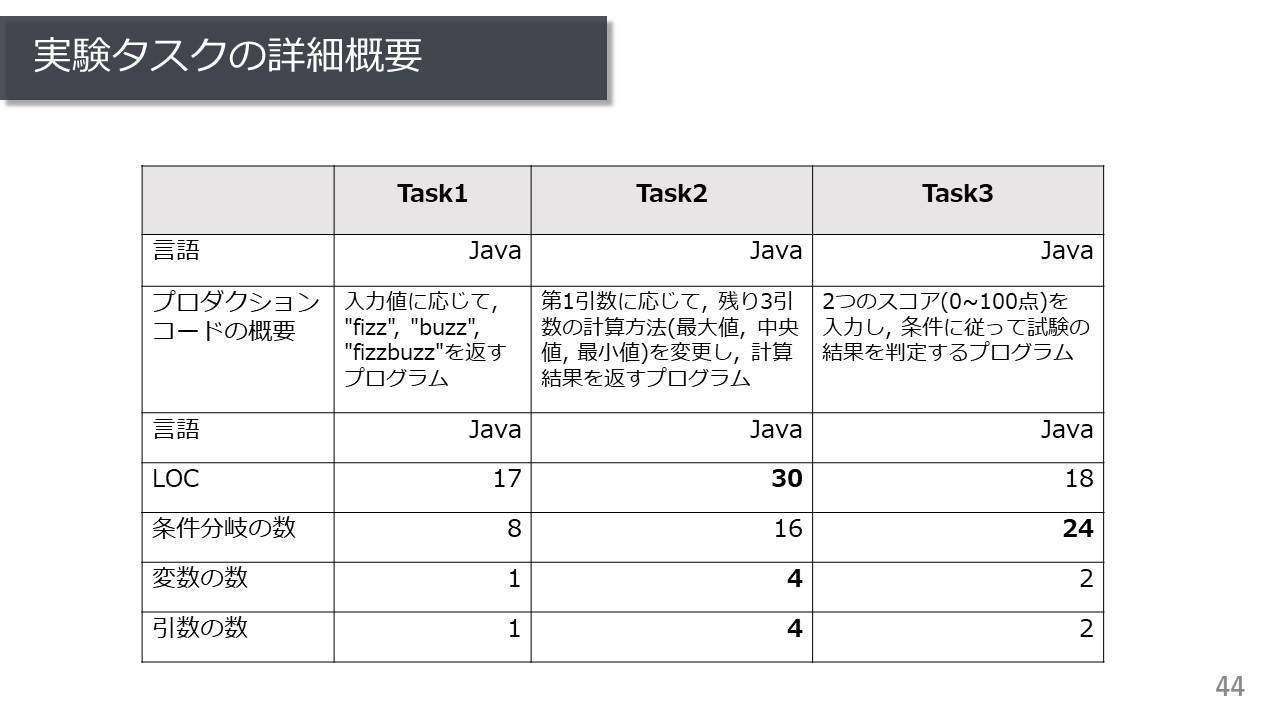 実験タスクの詳細概要
Task1 Task2 Task3
言語 Java Java Java
プロダクション
コードの概要
入力値に応じて,
"fizz", "buzz",
"fizzbuzz"を返す
プログラム
第1引数に応じて, 残り3引
数の計算方法(最大値, 中央
値, 最小値)を変更し, 計算
結果を返すプログラム
2つのスコア(0~100点)を
入力し, 条件に従って試験の
結果を判定するプログラム
言語 Java Java Java
LOC 17 30 18
条件分岐の数 8 16 24
変数の数 1 4 2
引数の数 1 4 2
44